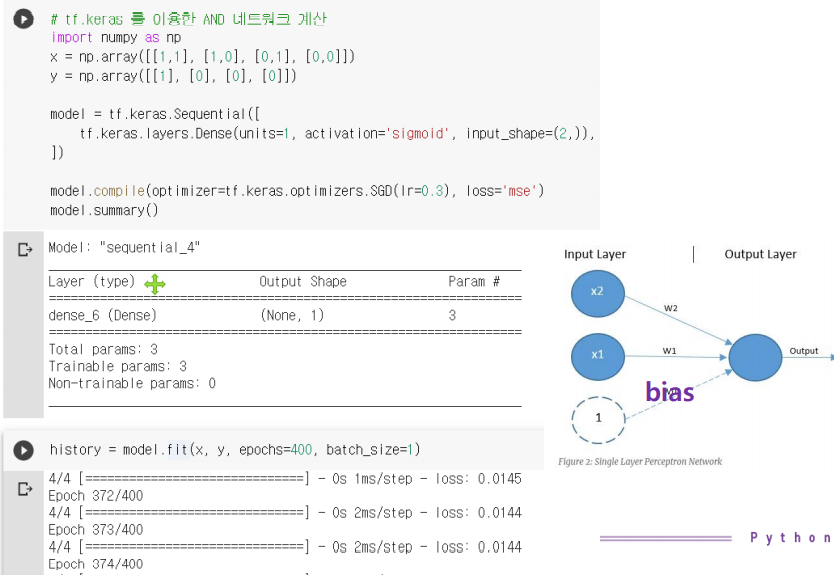 # tf.keras 를 이용한 AND 네트워크 계산
import numpy as np
x = np.array([[1,1], [1,0], [0,1], [0,0]])
y = np.array([[1], [0], [0], [0]])
model = tf.keras.Sequential([
    tf.keras.layers.Dense(units=1, activation='sigmoid', input_shape=(2,)),
])
model.compile(optimizer=tf.keras.optimizers.SGD(lr=0.3), loss='mse')
model.summary()
Model: "sequential_4"
Layer (type) Output Shape Param #
dense_6 (Dense) (None, 1) 3
Total params: 3
Trainable params: 3
Non-trainable params: 0
history = model.fit(x, y, epochs=400, batch_size=1)
4/4 [==============================] - 0s 1ms/step - loss: 0.0145
Epoch 372/400
4/4 [==============================] - 0s 2ms/step - loss: 0.0144
Epoch 373/400
4/4 [==============================] - 0s 2ms/step - loss: 0.0144
Epoch 374/400
Input Layer | Output Layer
x2
W2
x1
W1
Output
bias
1
Figure 2: Single Layer Perceptron Network
Python